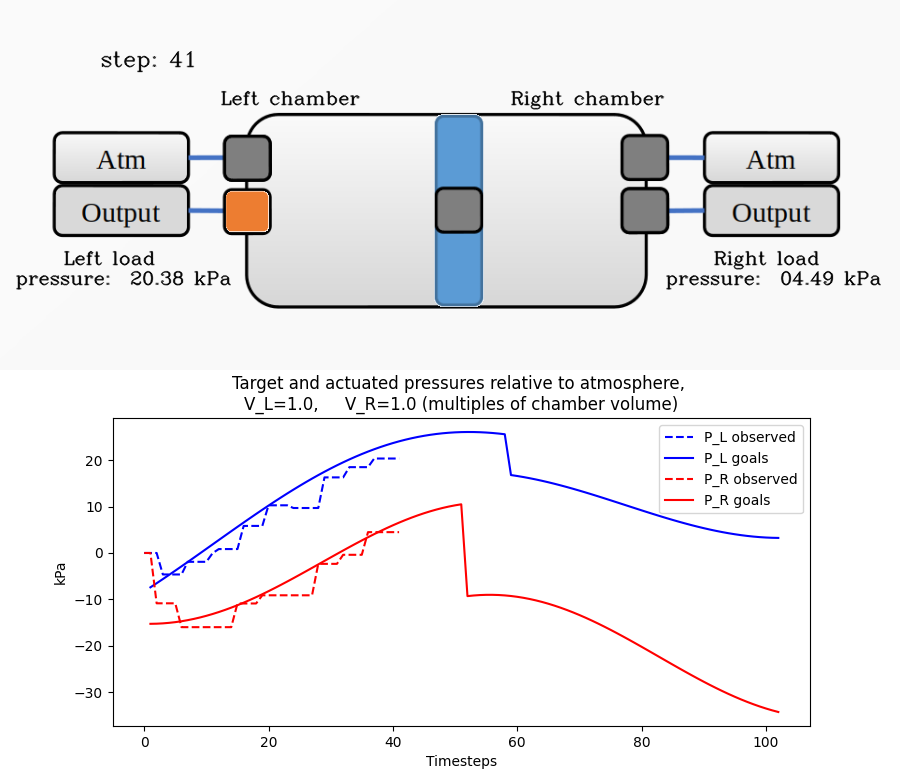 step: 41
Left chamber
Right chamber
Atm
Atm
Output
Output
Left load
pressure: 20.38 kPa
Right load
pressure: 04.49 kPa
Target and actuated pressures relative to atmosphere,
V_L=1.0, V_R=1.0 (multiples of chamber volume)
P_L observed
P_L goals
P_R observed
P_R goals
kPa
20
10
0
−10
−20
−30
0
20
40
60
80
100
Timesteps